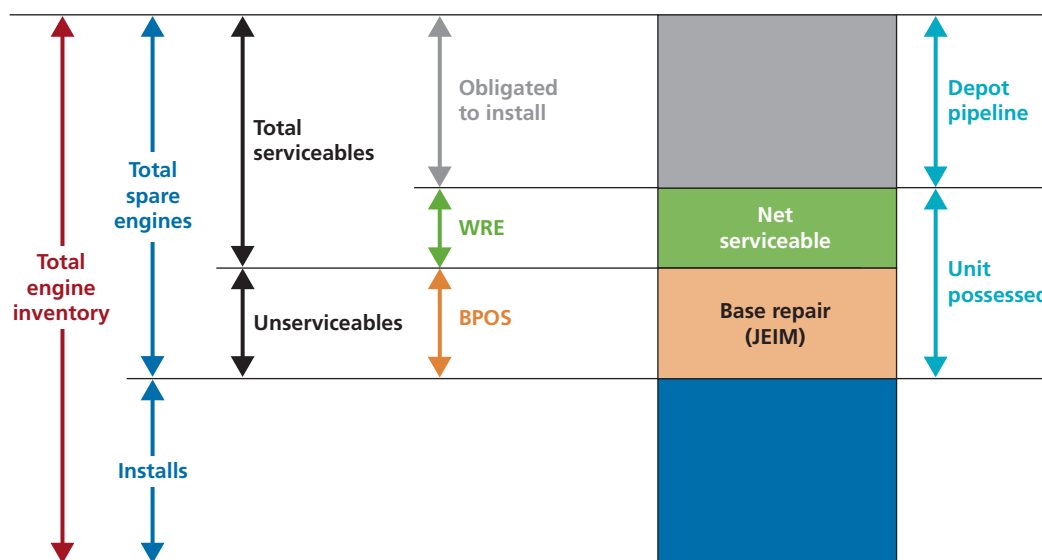 Total
engine
inventory
Total
spare
engines
Installs
Total
serviceables
Unserviceables
Obligated
to install
WRE
BPOS
Net
serviceable
Base repair
(JEIM)
Depot
pipeline
Unit
possessed